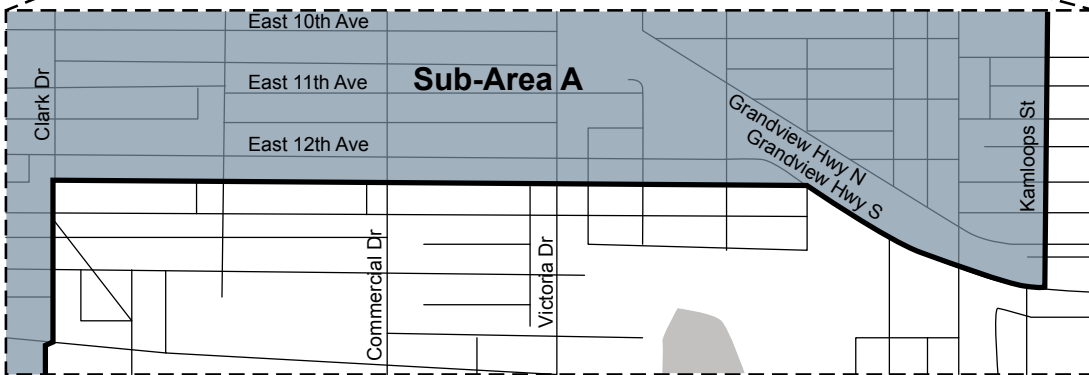 East 10th Ave
Sub-Area A
East 11th Ave
Clark Dr
East 12th Ave
Grandview Hwy N
Grandview Hwy S
Kamloops St
Commercial Dr
Victoria Dr